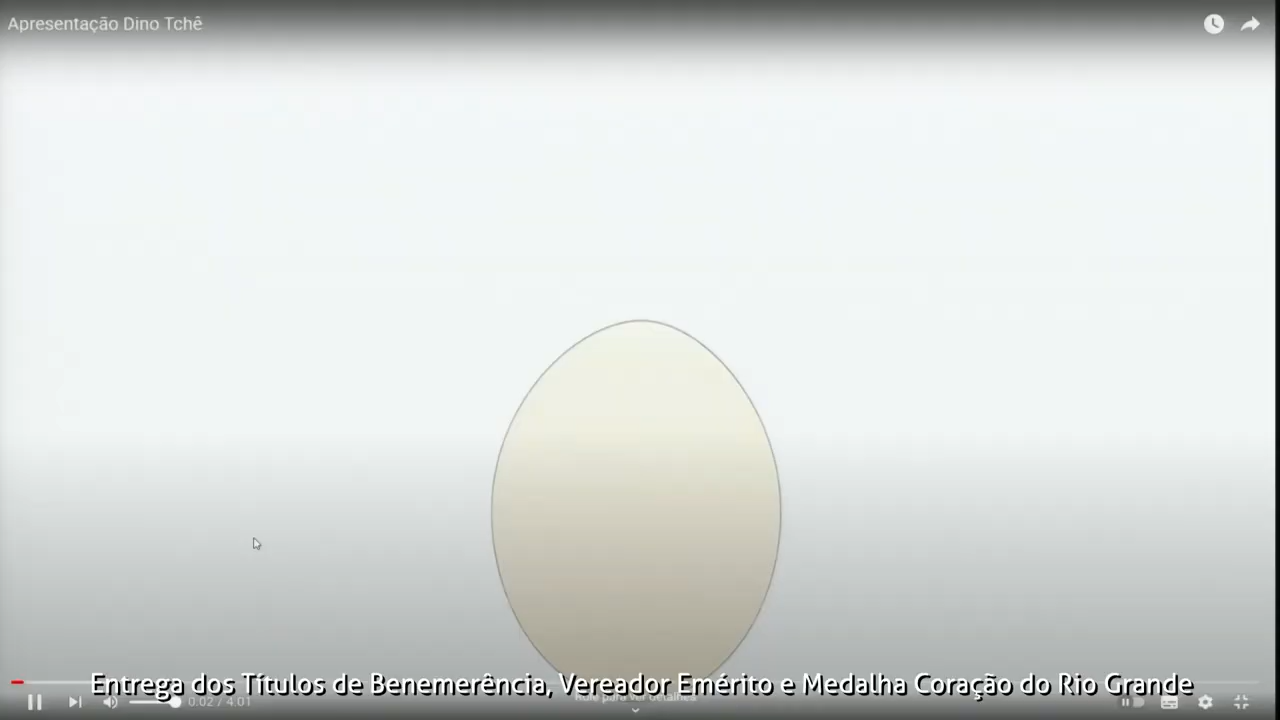 Apresentação Dino Tchê
Entrega dos Títulos de Benemerência, Vereador Emérito e Medalha Coração do Rio Grande
0:02 / 4:01